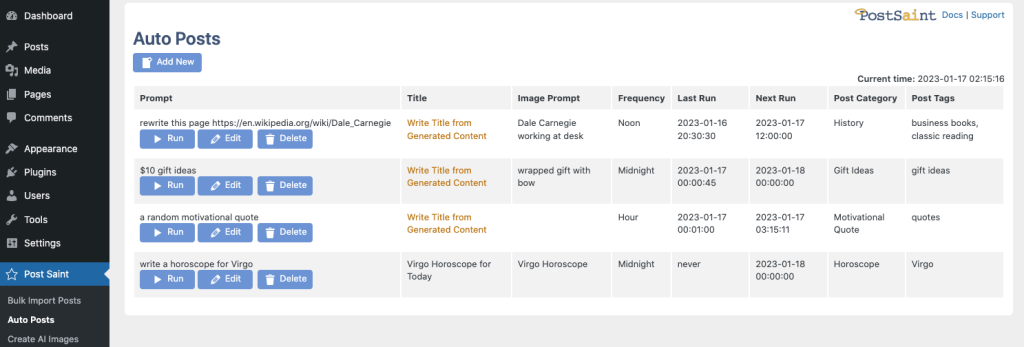 Dashboard
Posts
Media
Pages
Comments
Appearance
Plugins
Users
Tools
Settings
Post Saint
Bulk Import Posts
Auto Posts
Create AI Images
PostSaint Docs | Support
Auto Posts
Add New
Current time: 2023-01-17 02:15:16
Prompt Title Image Prompt Frequency Last Run Next Run Post Category Post Tags
rewrite this page https://en.wikipedia.org/wiki/Dale_Carnegie Write Title from Dale Carnegie Noon 2023-01-16 2023-01-17 History business books,
Run Edit Delete Generated Content working at desk 20:30:30 12:00:00 classic reading
$10 gift ideas Write Title from wrapped gift with Midnight 2023-01-17 2023-01-18 Gift Ideas gift ideas
Run Edit Delete Generated Content bow 00:00:45 00:00:00
a random motivational quote Write Title from Hour 2023-01-17 2023-01-17 Motivational quotes
Run Edit Delete Generated Content 00:01:00 03:15:11 Quote
write a horoscope for Virgo Virgo Horoscope for Virgo Horoscope Midnight never 2023-01-18 Horoscope Virgo
Run Edit Delete Today 00:00:00